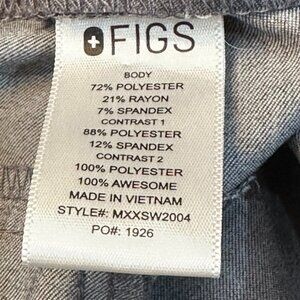 FIGS
BODY
72% POLYESTER
21% RAYON
7% SPANDEX
CONTRAST 1
88% POLYESTER
12% SPANDEX
CONTRAST 2
100% POLYESTER
100% AWESOME
MADE IN VIETNAM
STYLE#: MXXSW2004
PO#: 1926